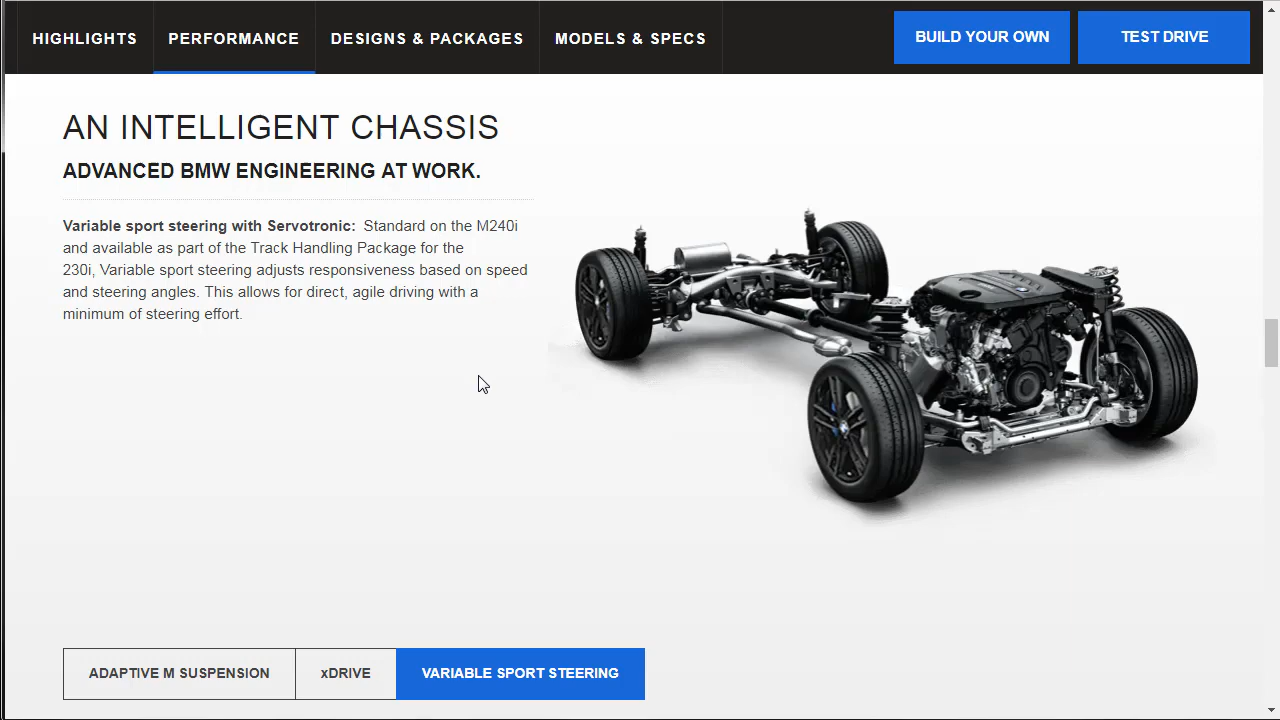 HIGHLIGHTS PERFORMANCE DESIGNS & PACKAGES MODELS & SPECS BUILD YOUR OWN TEST DRIVE
AN INTELLIGENT CHASSIS
ADVANCED BMW ENGINEERING AT WORK.
Variable sport steering with Servotronic: Standard on the M240i
and available as part of the Track Handling Package for the
230i, Variable sport steering adjusts responsiveness based on speed
and steering angles. This allows for direct, agile driving with a
minimum of steering effort.
ADAPTIVE M SUSPENSION xDRIVE VARIABLE SPORT STEERING